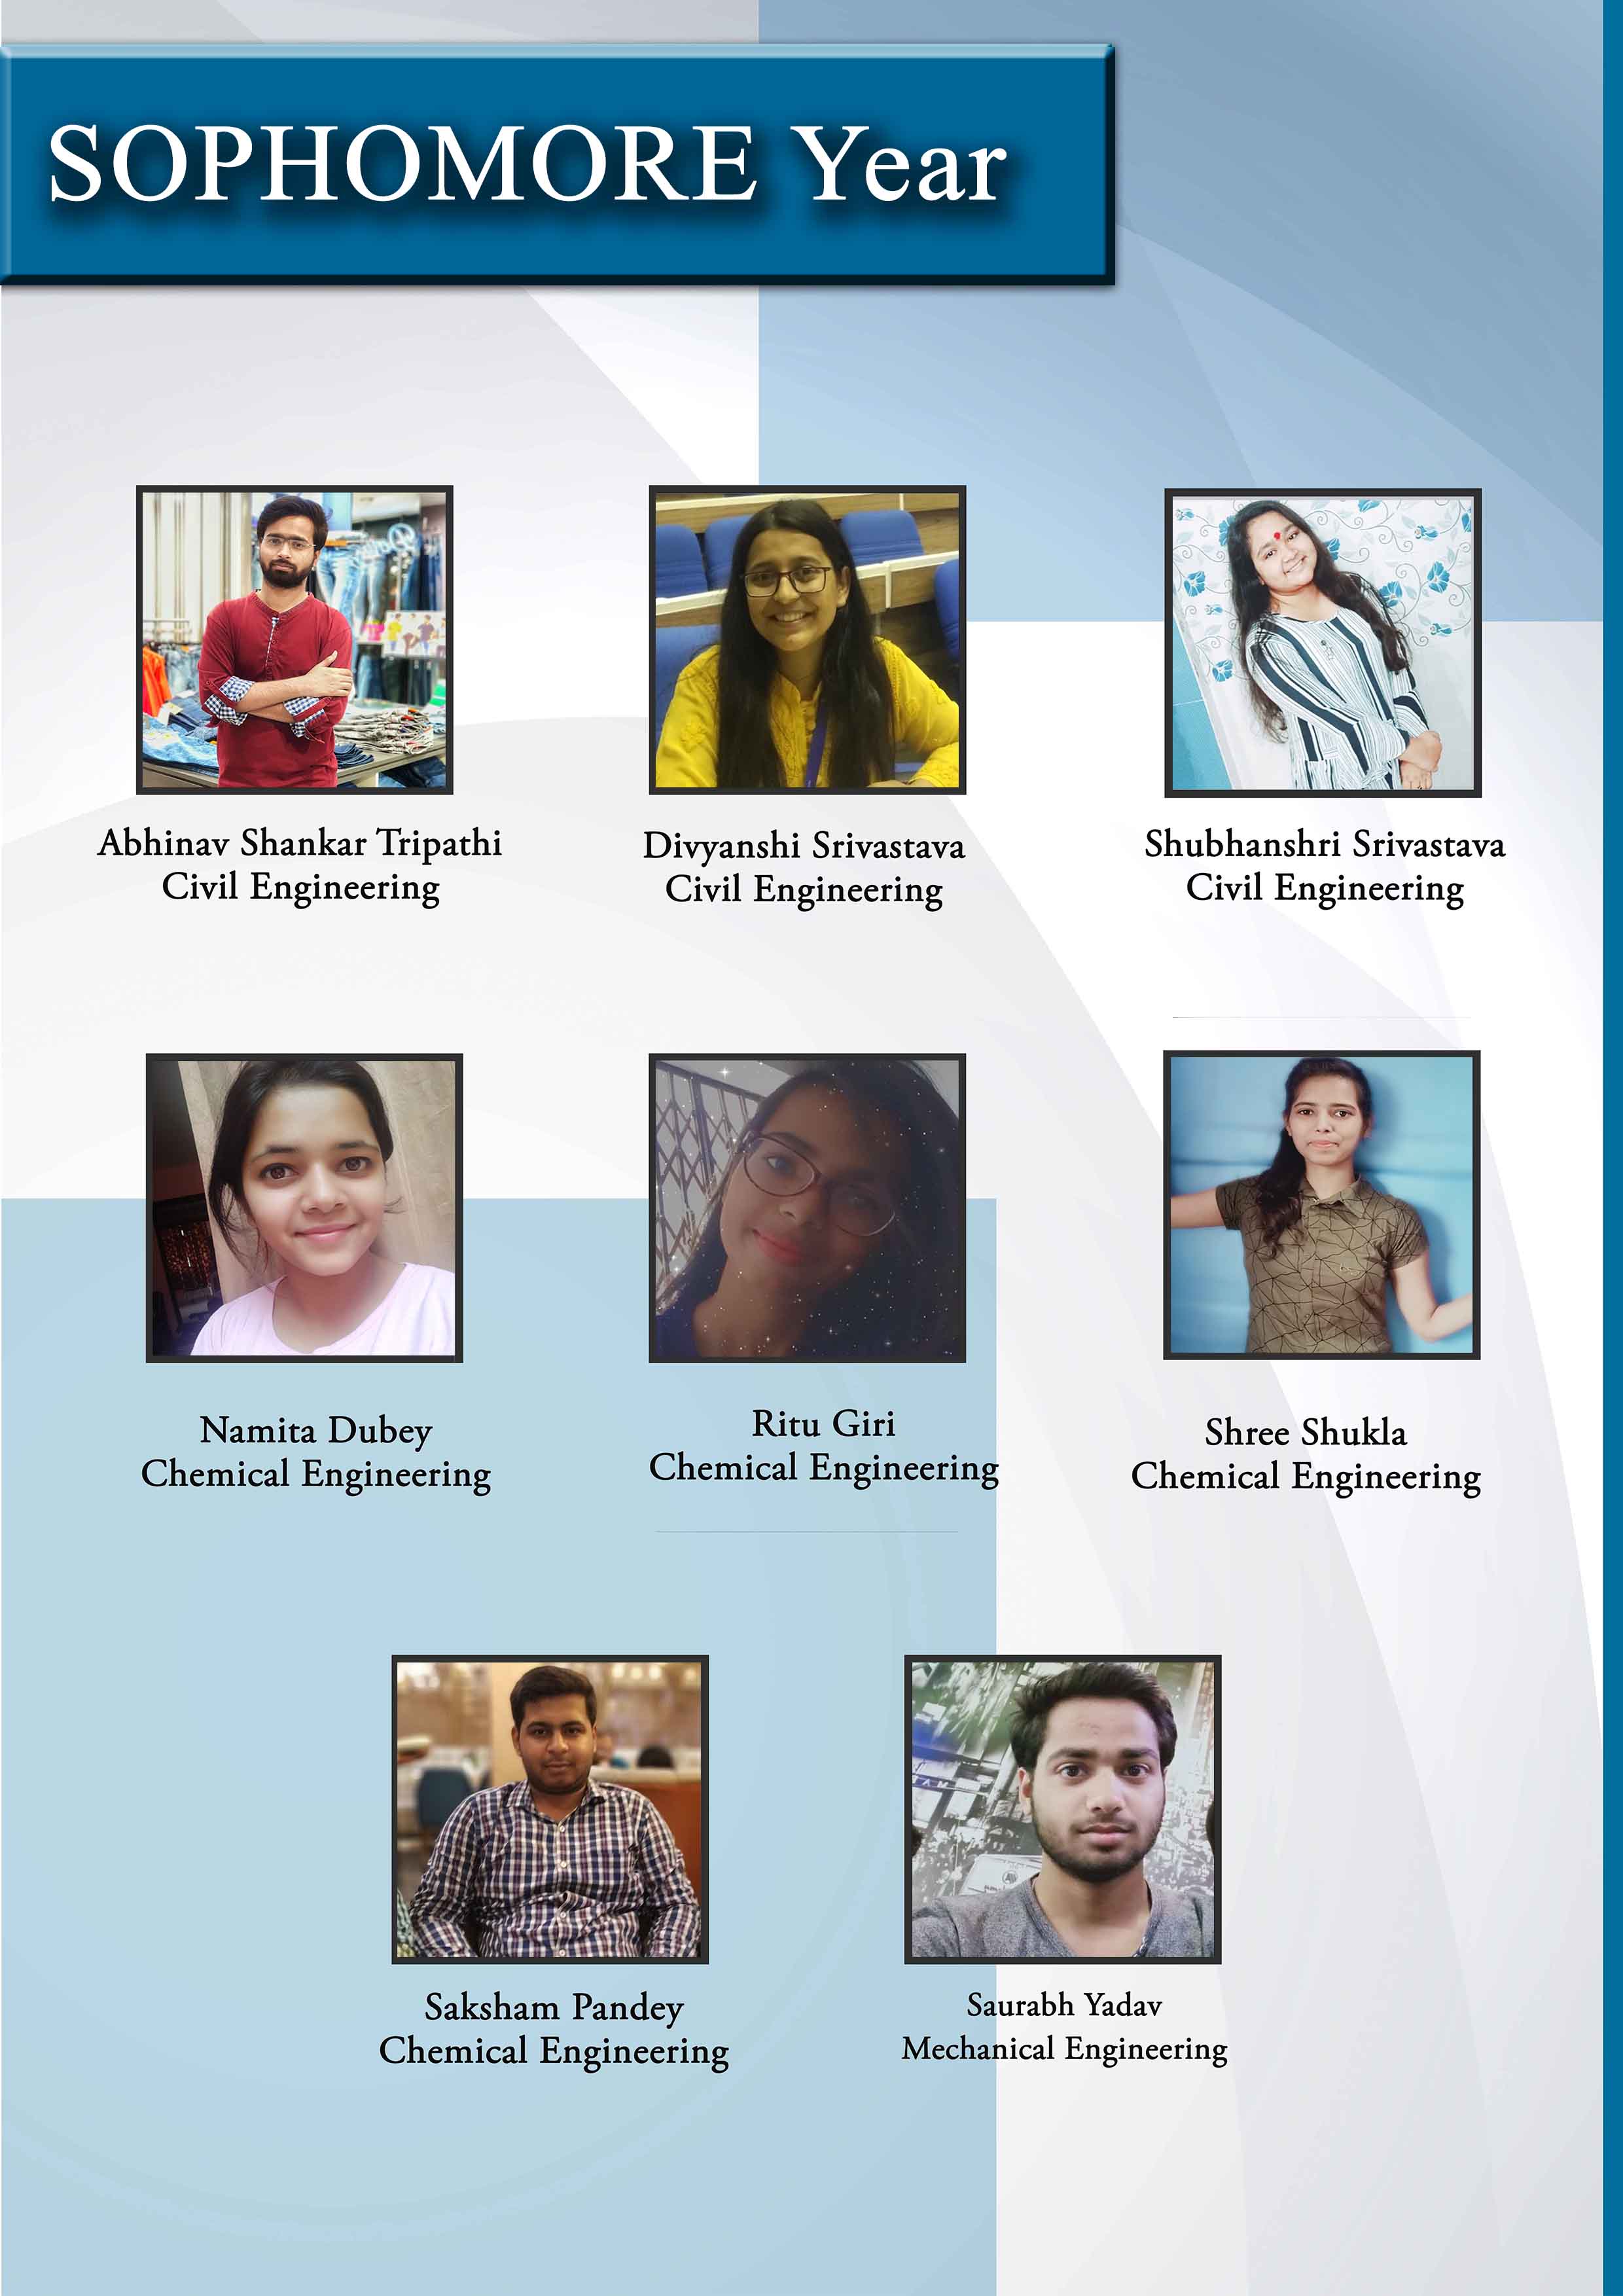 SOPHOMORE Year
Abhinav Shankar Tripathi
Civil Engineering
Divyanshi Srivastava
Civil Engineering
Shubhanshri Srivastava
Civil Engineering
Namita Dubey
Chemical Engineering
Ritu Giri
Chemical Engineering
Shree Shukla
Chemical Engineering
Saksham Pandey
Chemical Engineering
Saurabh Yadav
Mechanical Engineering